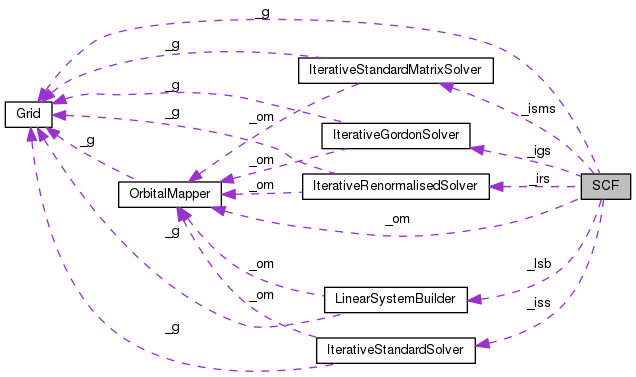 _g
_g
IterativeStandardMatrixSolver
_g
_isms
Grid
_g
_om
IterativeGordonSolver
_g
_igs
_om
IterativeRenormalisedSolver
_irs
SCF
OrbitalMapper
_om
_om
_g
_om
_lsb
LinearSystemBuilder
_om
_iss
_g
IterativeStandardSolver